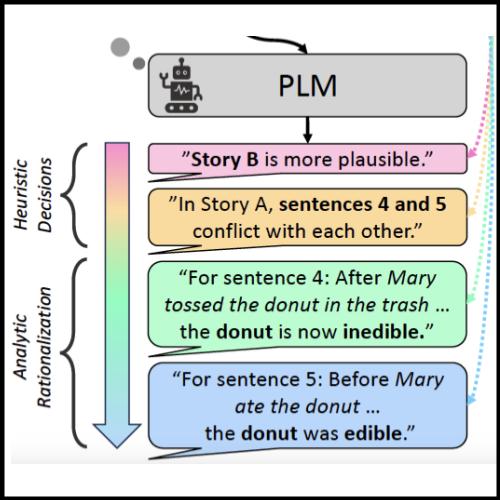 PLM
Heuristic
Decisions
"Story B is more plausible."
"In Story A, sentences 4 and 5
conflict with each other."
Analytic
Rationalization
"For sentence 4: After Mary
tossed the donut in the trash ...
the donut is now inedible."
"For sentence 5: Before Mary
ate the donut ...
the donut was edible."